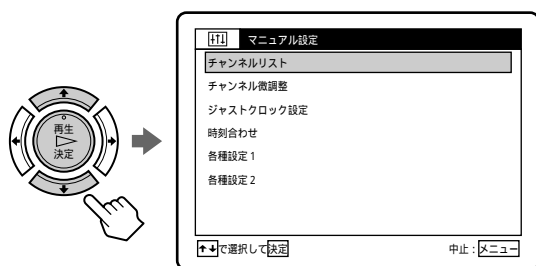 マニュアル設定
チャンネルリスト
チャンネル微調整
ジャストクロック設定
時刻合わせ
各種設定1
各種設定2
で選択して決定
中止:メニュー
再生
決定